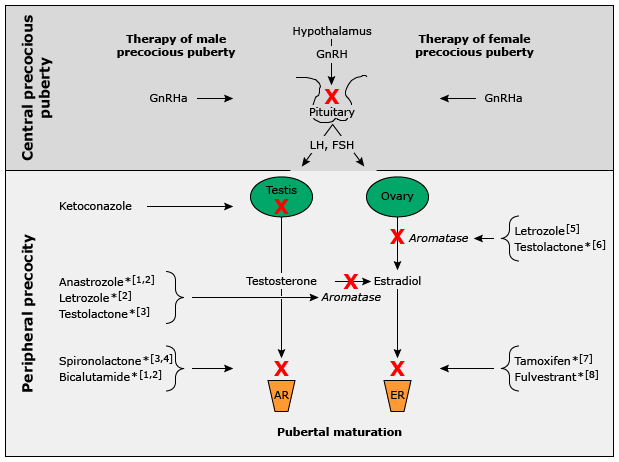 Central precocious
puberty
Therapy of male
precocious puberty
Hypothalamus
GnRH
Therapy of female
precocious puberty
GnRHa
X
GnRHa
Pituitary
LH, FSH
Peripheral precocity
Testis
X
Ovary
Ketoconazole
X
Aromatase
Letrozole[5]
Testolactone*[6]
Anastrozole*[1,2]
Letrozole*[2]
Testolactone*[3]
Testosterone
X
Estradiol
Aromatase
Spironolactone*[3,4]
Bicalutamide*[1,2]
X
X
Tamoxifen*[7]
Fulvestrant*[8]
AR
ER
Pubertal maturation